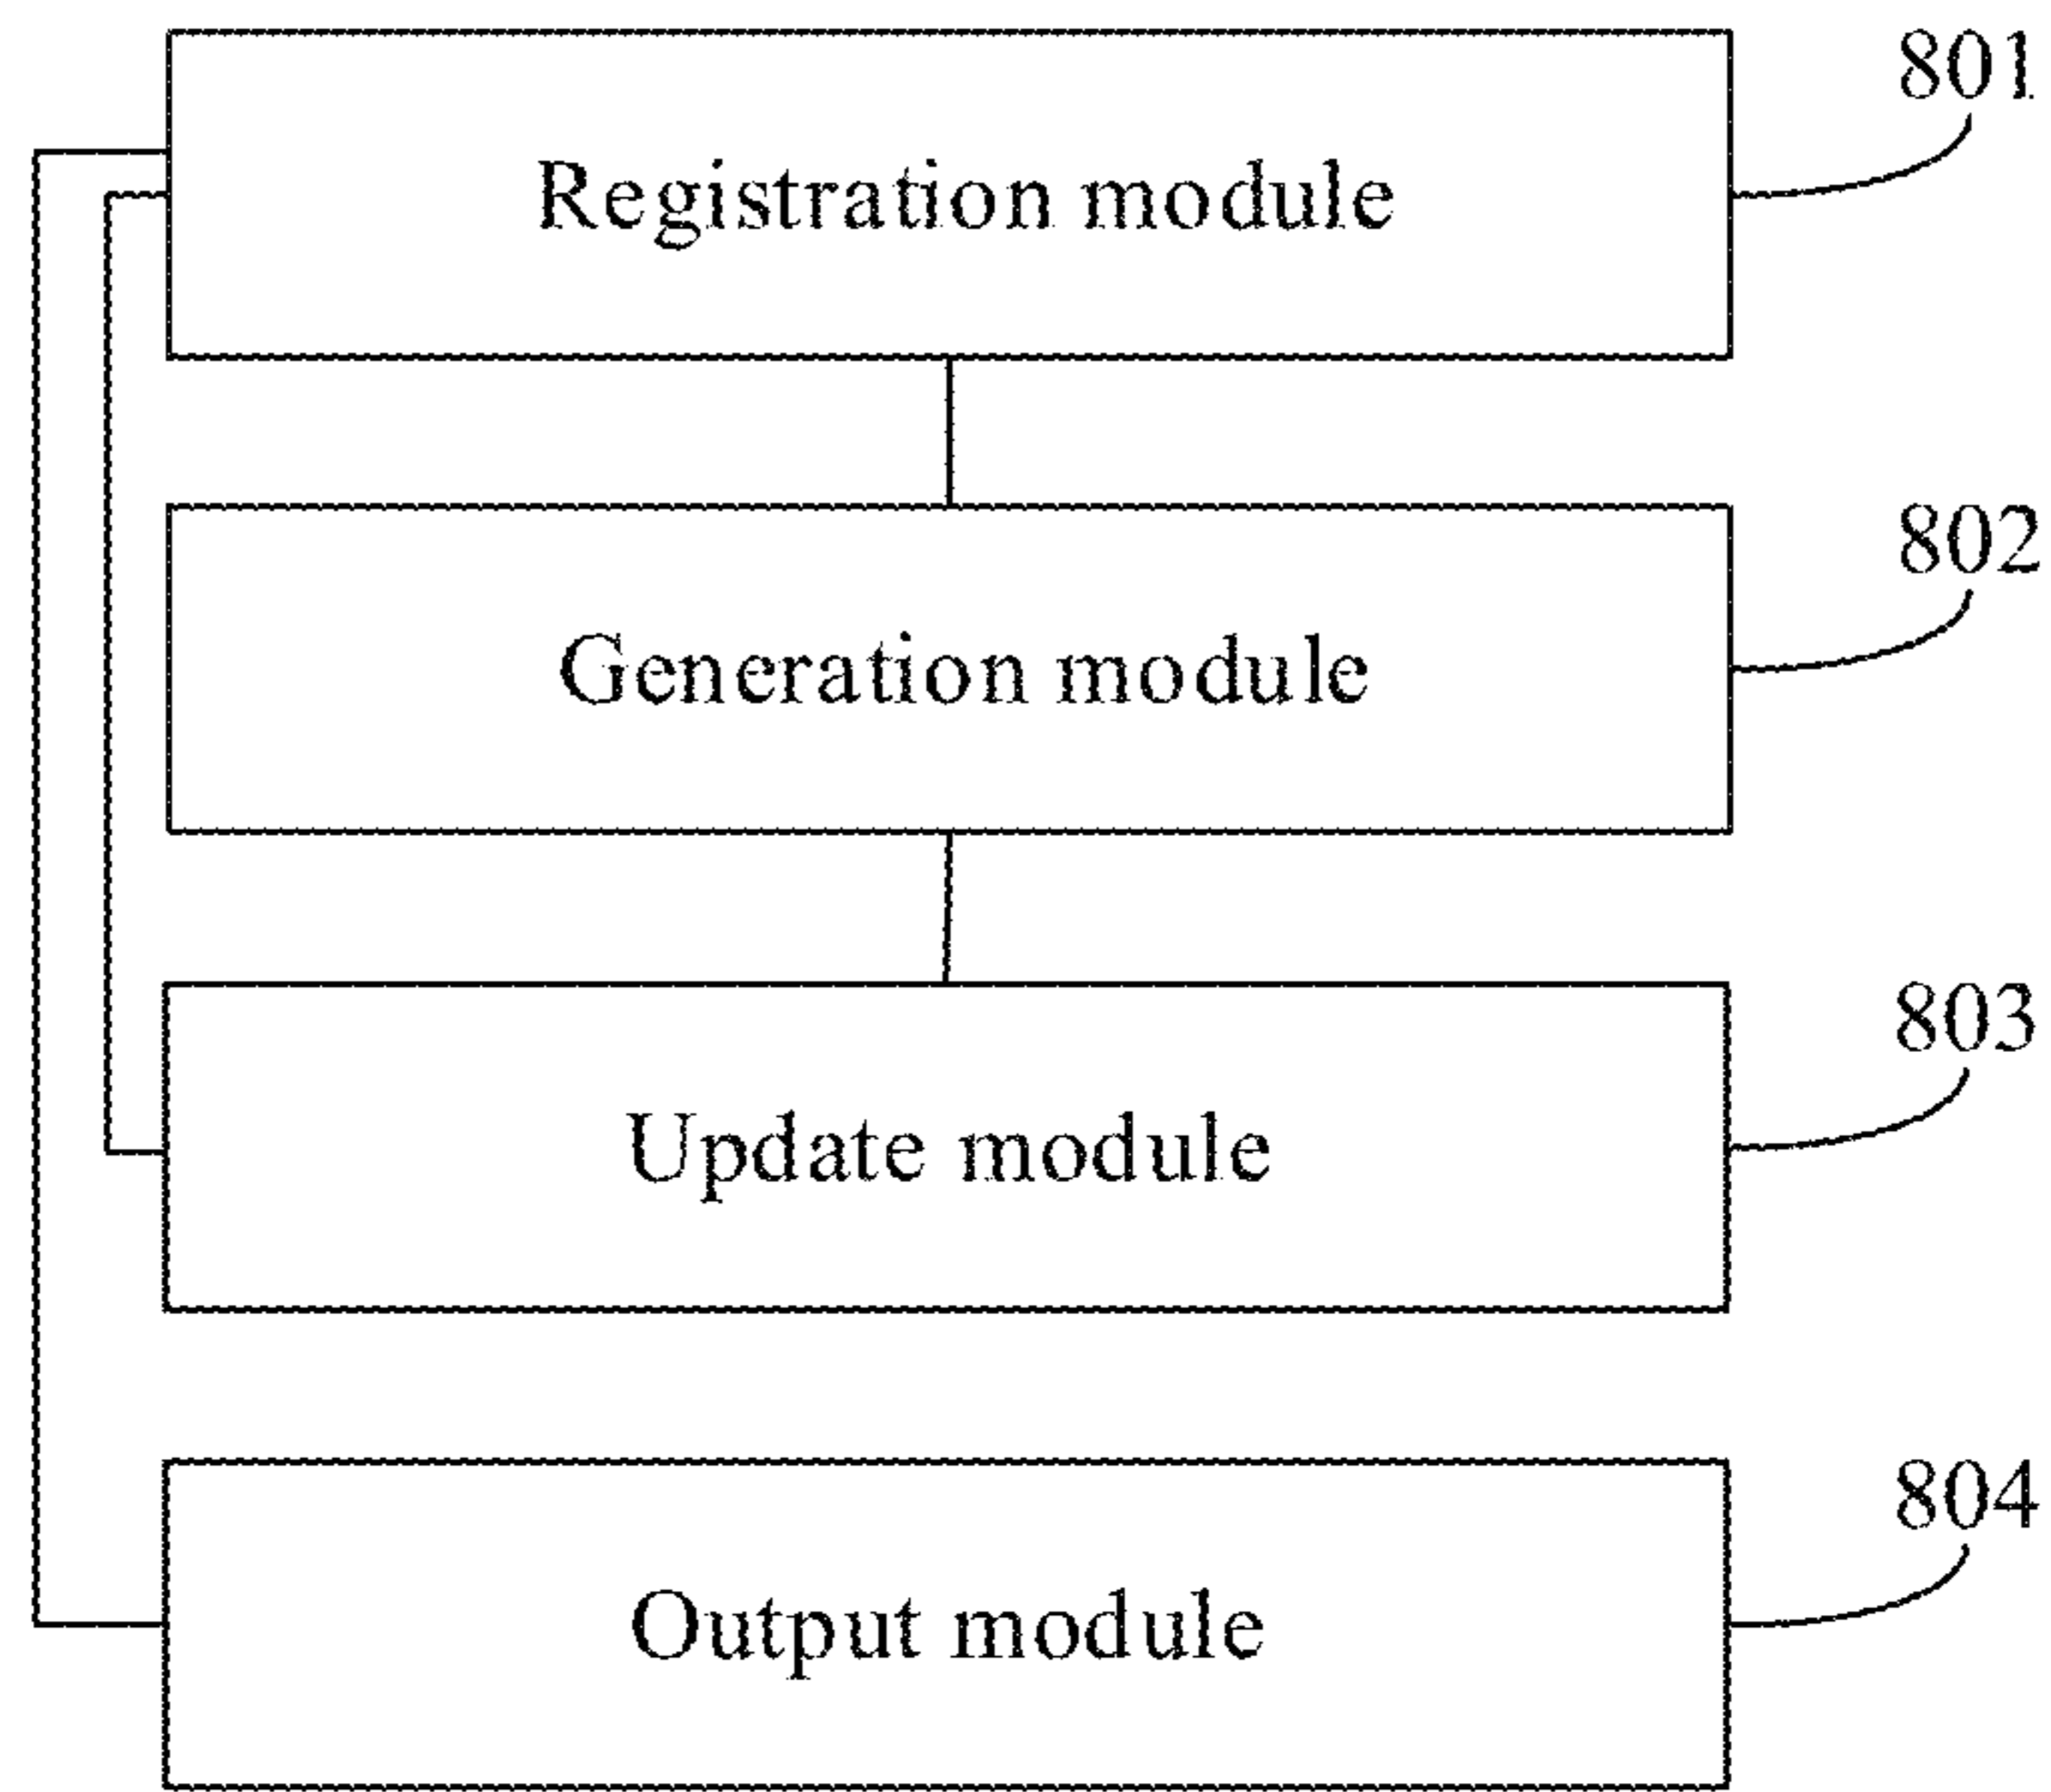 801
Registration module
802
Generation module
803
Update module
804
Output module